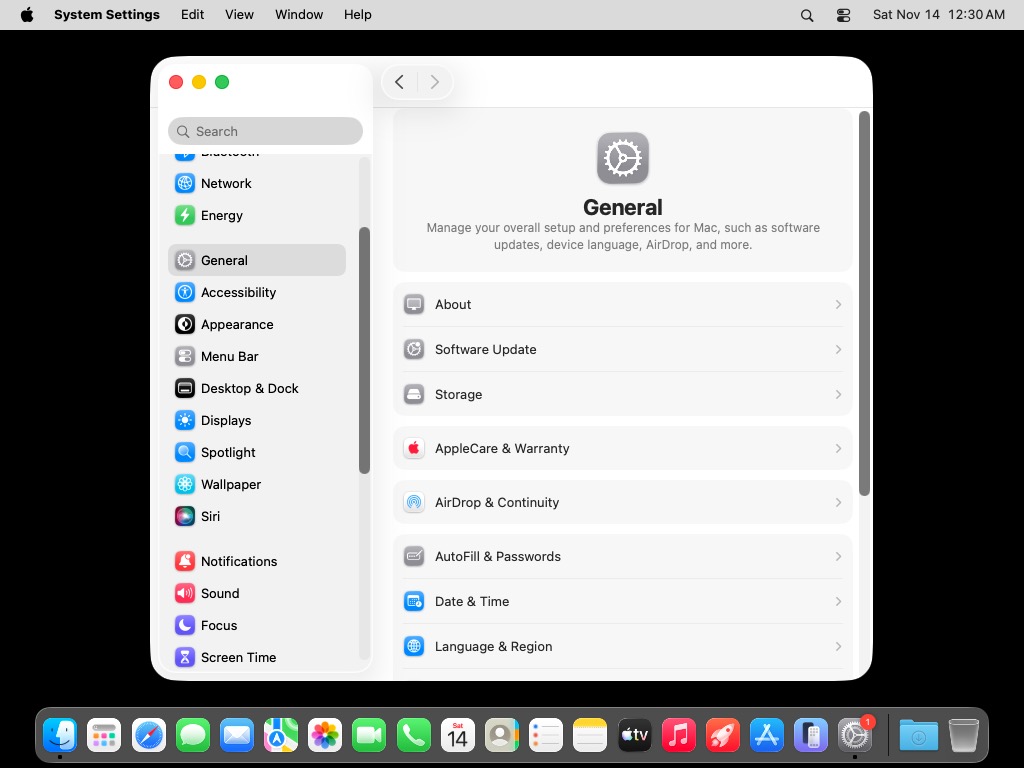 System Settings Edit View Window Help Sat Nov 14 12:30 AM
Search
Bluetooth
Network
Energy
General
Accessibility
Appearance
Menu Bar
Desktop & Dock
Displays
Spotlight
Wallpaper
Siri
Notifications
Sound
Focus
Screen Time
General
Manage your overall setup and preferences for Mac, such as software
updates, device language, AirDrop, and more.
About
Software Update
Storage
AppleCare & Warranty
AirDrop & Continuity
AutoFill & Passwords
Date & Time
Language & Region
Sat
14
tv
1